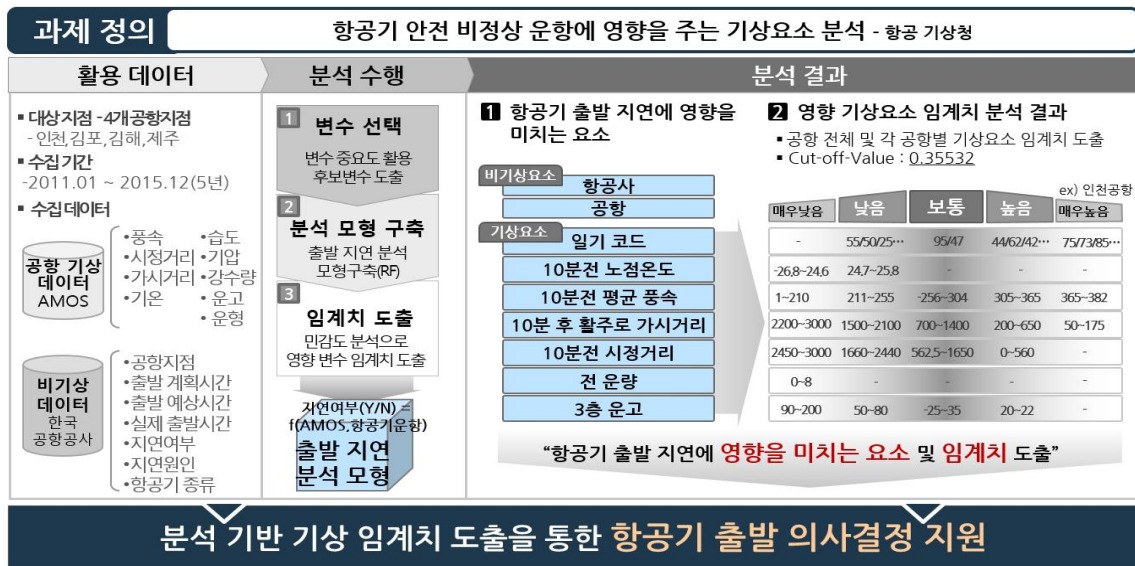 과제 정의
항공기 안전 비정상 운항에 영향을 주는 기상요소 분석 - 항공 기상청
활용 데이터
▪ 대상 지점 - 4개 공항지점
- 인천,김포,김해,제주
▪ 수집 기간
-2011.01 ~ 2015.12(5년)
▪ 수집 데이터
공항 기상
데이터
AMOS
•풍속
•시정거리
•가시거리
•기온
•습도
•기압
•강수량
•운고
•운형
비기상
데이터
한국
공항공사
•공항지점
•출발 계획시간
•출발 예상시간
•실제 출발시간
•지연여부
•지연원인
•항공기 종류
분석 수행
1
변수 선택
변수 중요도 활용
후보변수 도출
2
분석 모형 구축
출발 지연 분석
모형구축(RF)
3
임계치 도출
민감도 분석으로
영향 변수 임계치 도출
지연여부(Y/N) =
f(AMOS,항공기운항)
출발 지연
분석 모형
분석 결과
1 항공기 출발 지연에 영향을
미치는 요소
비기상요소
항공사
공항
기상요소
일기 코드
10분전 노점온도
10분전 평균 풍속
10분 후 활주로 가시거리
10분전 시정거리
전 운량
3층 운고
2 영향 기상요소 임계치 분석 결과
▪ 공항 전체 및 각 공항별 기상요소 임계치 도출
▪ Cut-off-Value : 0.35532
ex) 인천공항
매우낮음 낮음 보통 높음 매우높음
- 55/50/25… 95/47 44/62/42… 75/73/85…
-26,8~24,6 24,7~25,8 - - -
1~210 211~255 -256~304 305~365 365~382
2200~3000 1500~2100 700~1400 200~650 50~175
2450~3000 1660~2440 562,5~1650 0~560 -
0~8 - - - -
90~200 50~80 -25~35 20~22 -
“항공기 출발 지연에 영향을 미치는 요소 및 임계치 도출”
분석 기반 기상 임계치 도출을 통한 항공기 출발 의사결정 지원